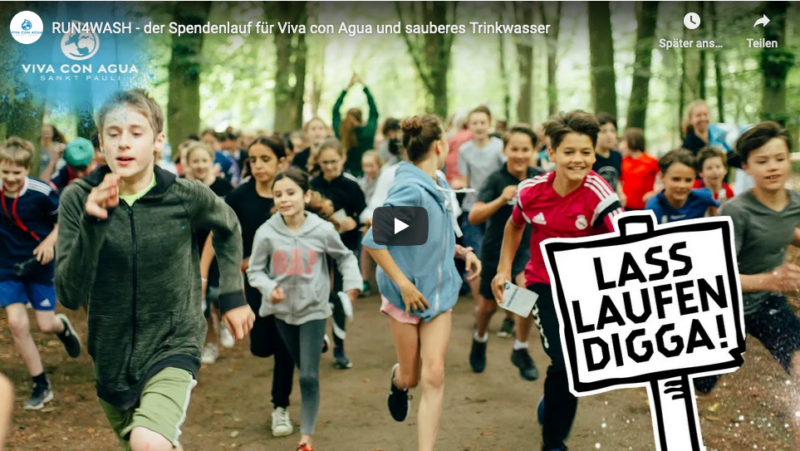 RUN4WASH - der Spendenlauf für Viva con Agua und sauberes Trinkwasser
Später ans...
Teilen
VIVA CON AGUA
SANKT PAULI
GAP
LASS
LAUFEN
DIGGA!